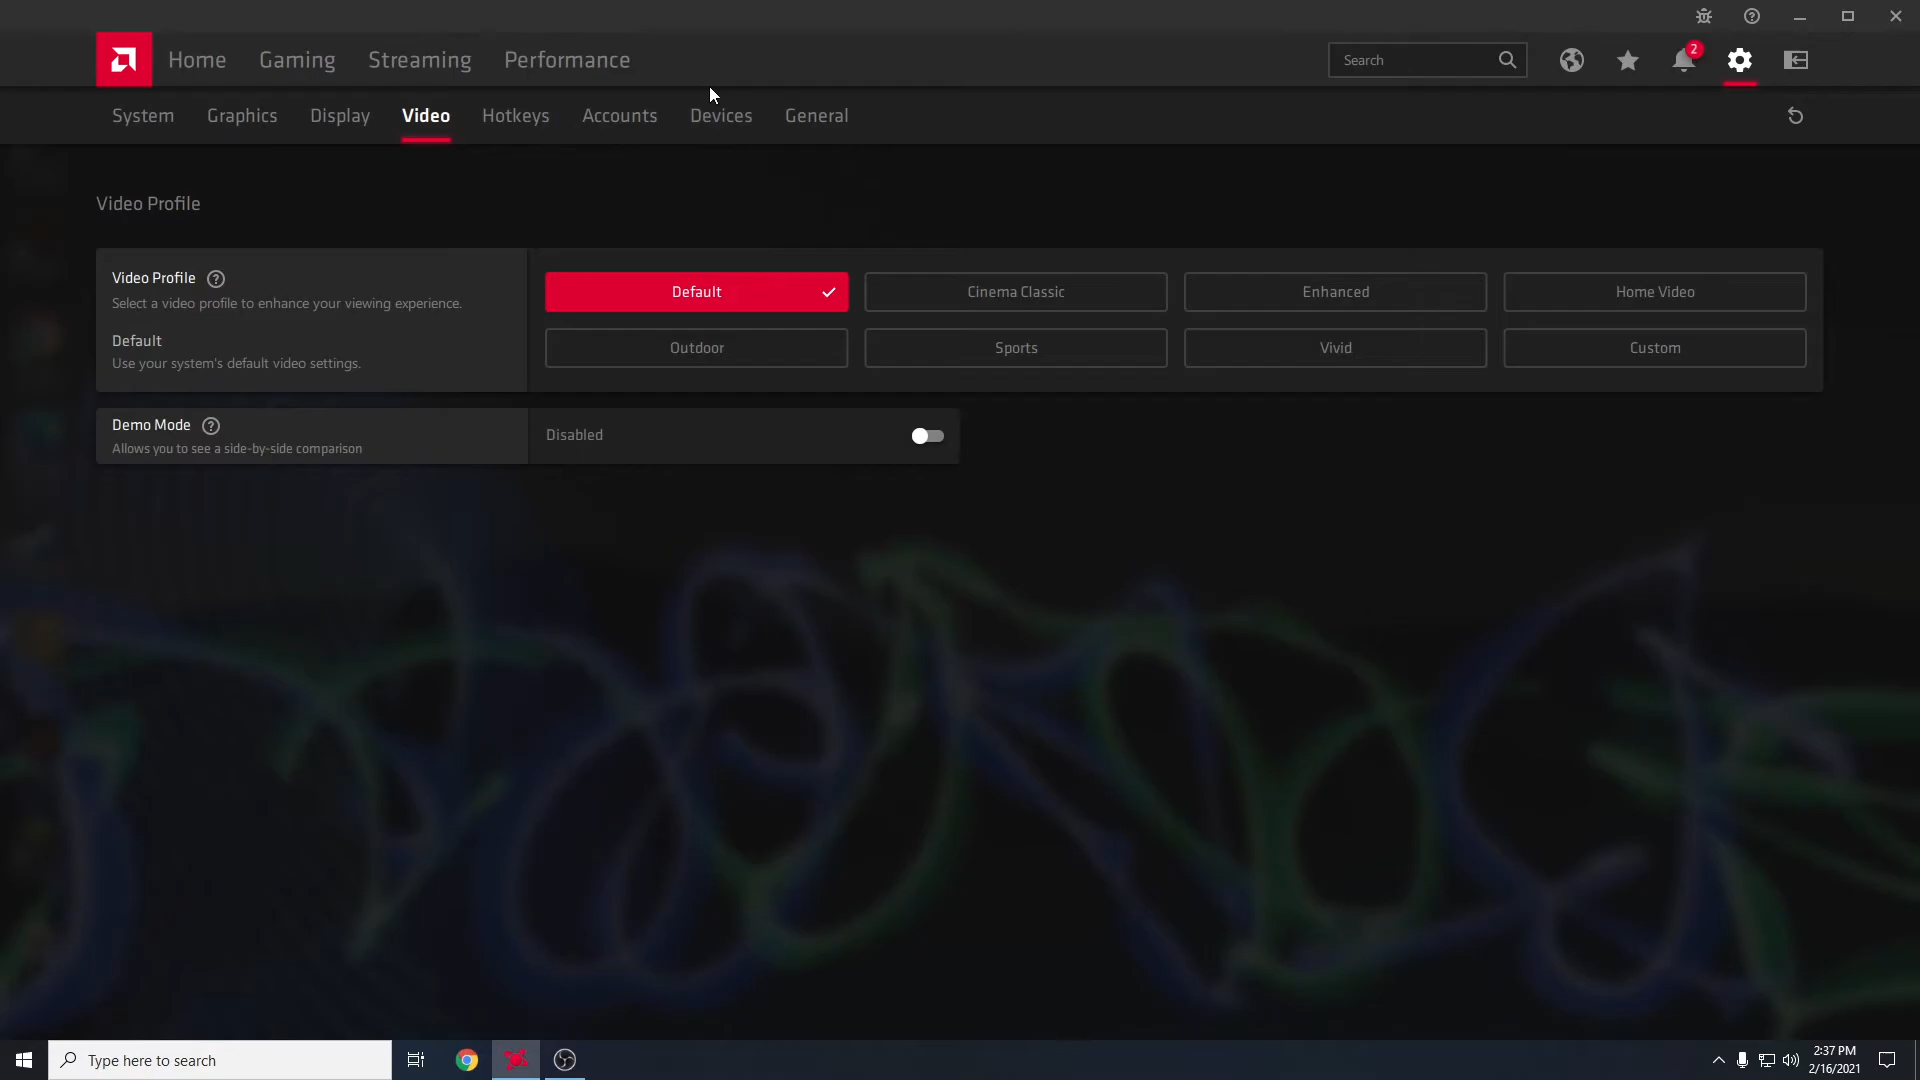 Home Gaming Streaming Performance Search 2
System Graphics Display Video Hotkeys Accounts Devices General
Video Profile
Video Profile ?
Select a video profile to enhance your viewing experience.
Default
Use your system's default video settings.
Default Cinema Classic Enhanced Home Video
Outdoor Sports Vivid Custom
Demo Mode ?
Allows you to see a side-by-side comparison
Disabled
Type here to search
2:37 PM
2/16/2021